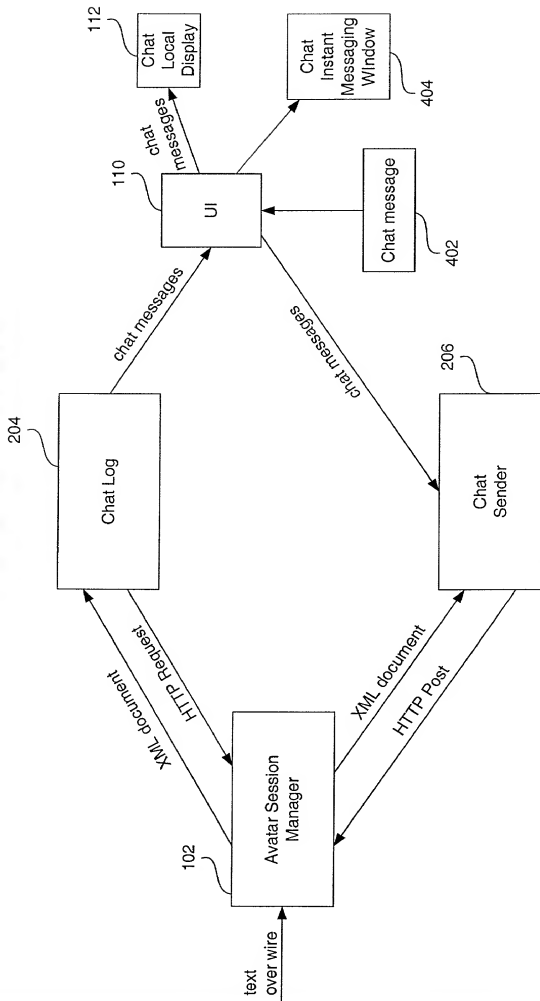 text
over wire
102
Avatar Session
Manager
XML document
HTTP Request
204
Chat Log
chat messages
110
UI
chat
messages
112
Chat
Local
Display
Chat
Instant
Messaging
WIndow
404
Chat message
402
chat messages
206
Chat
Sender
XML document
HTTP Post